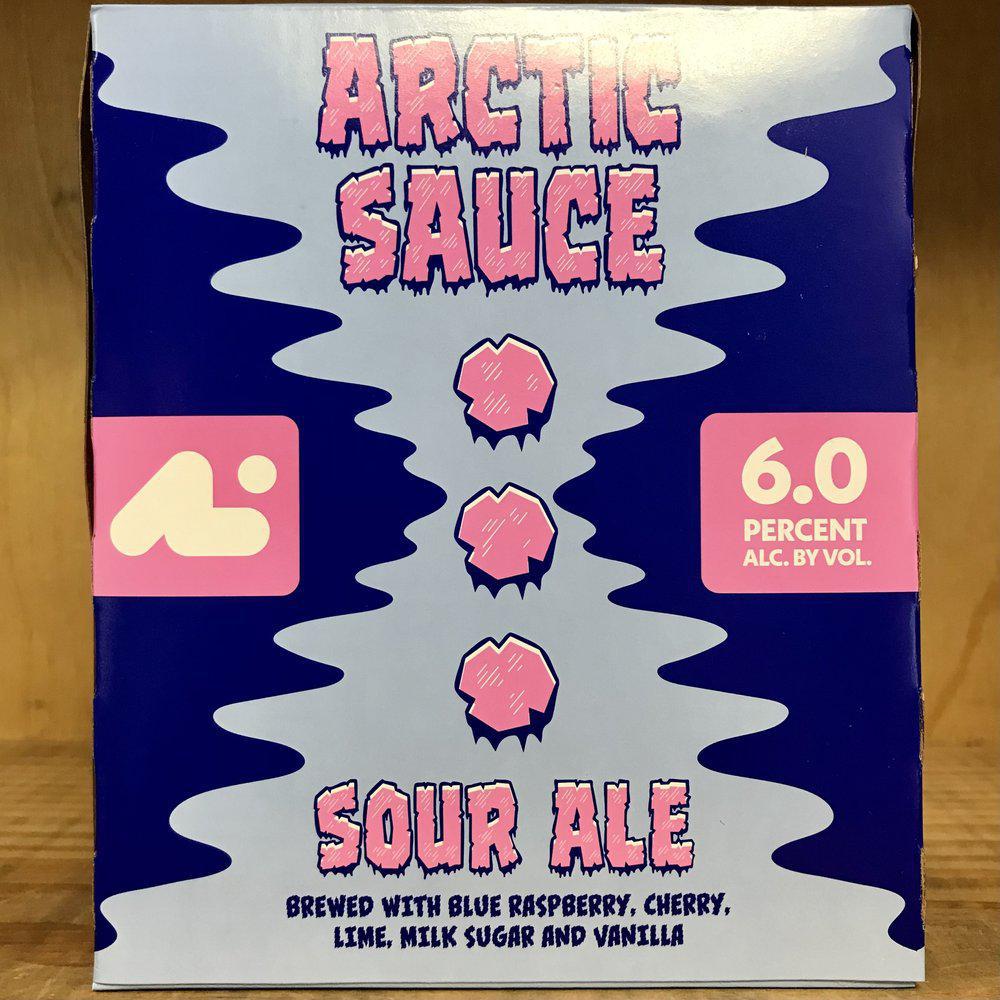 ARCTIC
SAUCE
6.0
PERCENT
ALC. BY VOL.
SOUR ALE
BREWED WITH BLUE RASPBERRY, CHERRY,
LIME, MILK SUGAR AND VANILLA